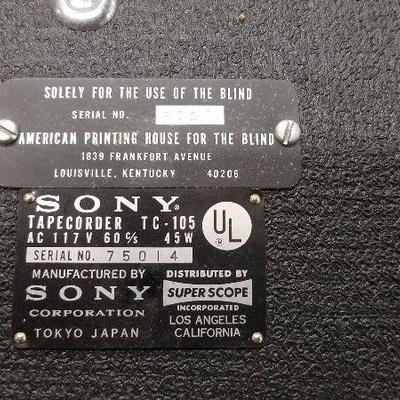 SOLELY FOR THE USE OF THE BLIND
SERIAL NO.
AMERICAN PRINTING HOUSE FOR THE BLIND
1839 FRANKFORT AVENUE
LOUISVILLE, KENTUCKY 40206
SONY®
TAPECORDER TC-105
AC 117V 60 c/s 45W
UL®
SERIAL NO. 75014
MANUFACTURED BY
SONY
CORPORATION
TOKYO JAPAN
DISTRIBUTED BY
SUPERSCOPE
INCORPORATED
LOS ANGELES
CALIFORNIA